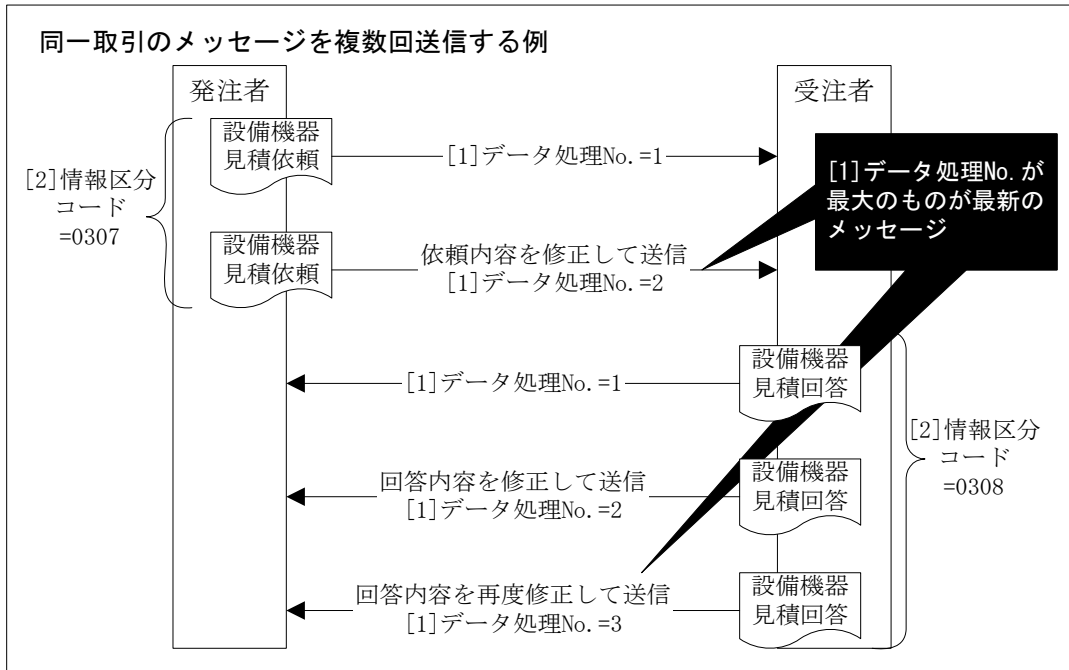 同一取引のメッセージを複数回送信する例
発注者
受注者
設備機器
見積依頼
[1]データ処理No.=1
[2]情報区分
コード
=0307
[1]データ処理No.が
最大のものが最新の
メッセージ
設備機器
見積依頼
依頼内容を修正して送信
[1]データ処理No.=2
設備機器
見積回答
[1]データ処理No.=1
[2]情報区分
コード
=0308
設備機器
見積回答
回答内容を修正して送信
[1]データ処理No.=2
設備機器
見積回答
回答内容を再度修正して送信
[1]データ処理No.=3